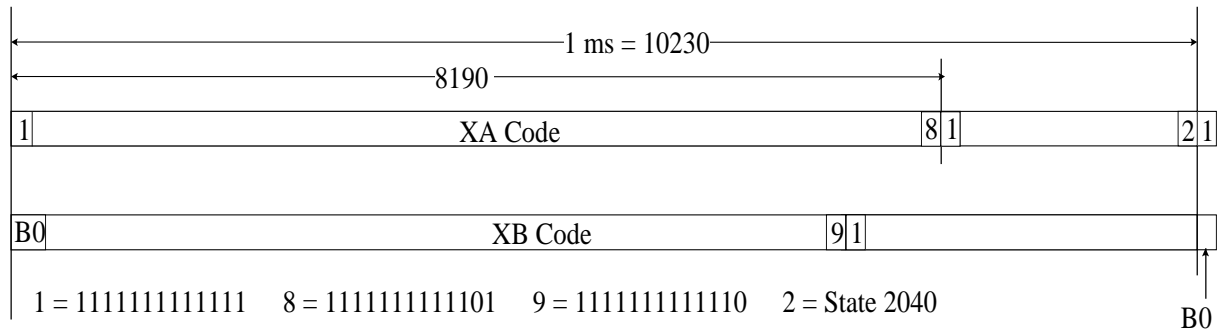 1 ms = 10230
8190
1 XA Code 8 1 2 1
B0 XB Code 9 1
1 = 1111111111111 8 = 1111111111101 9 = 1111111111110 2 = State 2040
B0